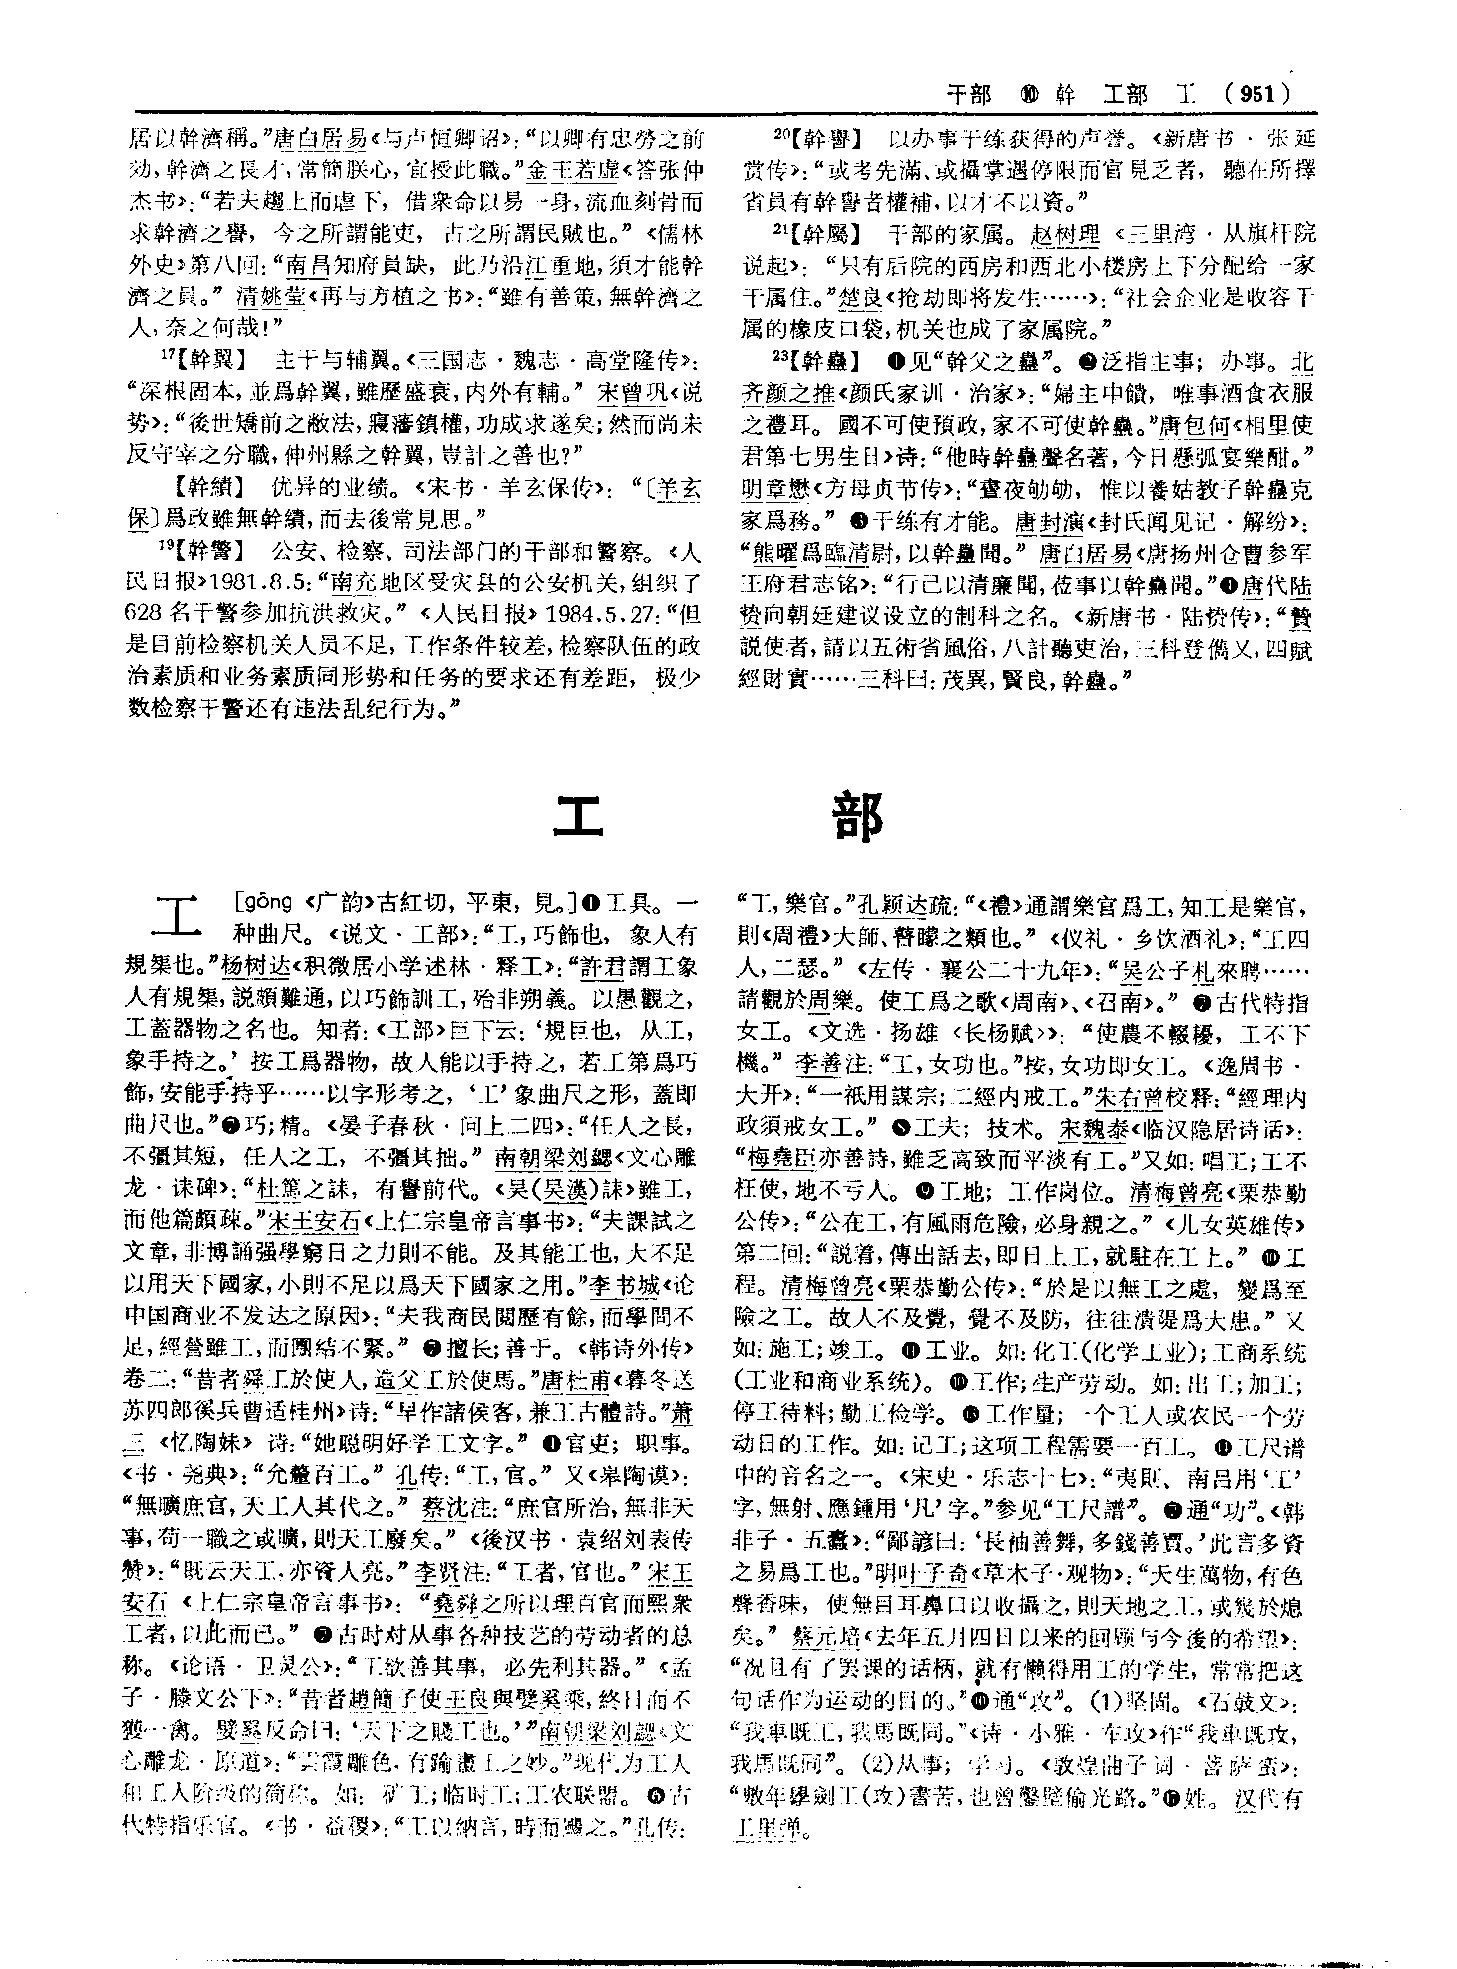 干部 ⑩ 幹 工部 工 (951)
居以幹濟稱。”唐白居易《与卢恒卿诏》：“以卿有忠勞之前
効，幹濟之長才，常簡朕心，宜授此職。”金王若虚《答张仲
杰书》：“若夫趨上而虐下，借衆命以易一身，流血刻骨而
求幹濟之譽，今之所謂能吏，古之所謂民賊也。”《儒林
外史》第八回：“南昌知府員缺，此乃沿江重地，須才能幹
濟之員。”清姚莹《再与方植之书》：“雖有善策，無幹濟之
人，奈之何哉！”
17【幹翼】 主干与辅翼。《三国志·魏志·高堂隆传》：
“深根固本，並爲幹翼，雖歷盛衰，内外有輔。”宋曾巩《说
势》：“後世矯前之敝法，寢藩鎮權，功成求遂矣；然而尚未
反守宰之分職，伸州縣之幹翼，豈計之善也？”
【幹績】 优异的业绩。《宋书·羊玄保传》：“〔羊玄
保〕爲政雖無幹績，而去後常見思。”
19【幹警】 公安、检察、司法部门的干部和警察。《人
民日报》1981.8.5：“南充地区受灾县的公安机关，组织了
628名干警参加抗洪救灾。”《人民日报》1984.5.27：“但
是目前检察机关人员不足，工作条件较差，检察队伍的政
治素质和业务素质同形势和任务的要求还有差距，极少
数检察干警还有违法乱纪行为。”
20【幹譽】 以办事干练获得的声誉。《新唐书·张延
赏传》：“或考先滿、或攝掌遇停限而官見乏者，聽在所擇
省員有幹譽者權補，以才不以資。”
21【幹屬】 干部的家属。赵树理《三里湾·从旗杆院
说起》：“只有后院的西房和西北小楼房上下分配给一家
干属住。”楚良《抢劫即将发生……》：“社会企业是收容干
属的橡皮口袋，机关也成了家属院。”
23【幹蠱】 ❶见“幹父之蠱”。❷泛指主事；办事。北
齐颜之推《颜氏家训·治家》：“婦主中饋，唯事酒食衣服
之禮耳。國不可使預政，家不可使幹蠱。”唐包何《相里使
君第七男生日》诗：“他時幹蠱聲名著，今日懸弧宴樂酣。”
明章懋《方母贞节传》：“晝夜劬劬，惟以養姑教子幹蠱克
家爲務。”❸干练有才能。唐封演《封氏闻见记·解纷》：
“熊曜爲臨清尉，以幹蠱聞。”唐白居易《唐扬州仓曹参军
王府君志铭》：“行己以清廉聞，莅事以幹蠱聞。”❹唐代陆
贽向朝廷建议设立的制科之名。《新唐书·陆贽传》：“贄
説使者，請以五術省風俗，八計聽吏治，三科登儁乂，四賦
經財實……三科曰：茂異，賢良，幹蠱。”
工 部
工 [gōng 《广韵》古紅切，平東，見。]❶工具。一
种曲尺。《说文·工部》：“工，巧飾也，象人有
規榘也。”杨树达《积微居小学述林·释工》：“許君謂工象
人有規榘，説頗難通，以巧飾訓工，殆非朔義。以愚觀之，
工蓋器物之名也。知者：《工部》巨下云：‘規巨也，从工，
象手持之。’按工爲器物，故人能以手持之，若工第爲巧
飾，安能手持乎……以字形考之，‘工’象曲尺之形，蓋即
曲尺也。”❷巧；精。《晏子春秋·问上二四》：“任人之長，
不彊其短，任人之工，不彊其拙。”南朝梁刘勰《文心雕
龙·诔碑》：“杜篤之誄，有譽前代。《吴(吴漢)誄》雖工，
而他篇頗疎。”宋王安石《上仁宗皇帝言事书》：“夫課試之
文章，非博誦强學窮日之力則不能。及其能工也，大不足
以用天下國家，小則不足以爲天下國家之用。”李书城《论
中国商业不发达之原因》：“夫我商民閲歷有餘，而學問不
足，經營雖工，而團结不緊。”❸擅长；善于。《韩诗外传》
卷二：“昔者舜工於使人，造父工於使馬。”唐杜甫《暮冬送
苏四郎徯兵曹适桂州》诗：“早作諸侯客，兼工古體詩。”萧
三《忆陶妹》诗：“她聪明好学工文字。”❹官吏；职事。
《书·尧典》：“允釐百工。”孔传：“工，官。”又《皋陶谟》：
“無曠庶官，天工人其代之。”蔡沈注：“庶官所治，無非天
事，苟一職之或曠，則天工廢矣。”《後汉书·袁绍刘表传
赞》：“既云天工，亦資人亮。”李贤注：“工者，官也。”宋王
安石《上仁宗皇帝言事书》：“堯舜之所以理百官而熙衆
工者，以此而已。”❺古时对从事各种技艺的劳动者的总
称。《论语·卫灵公》：“工欲善其事，必先利其器。”《孟
子·滕文公下》：“昔者趙簡子使王良與嬖奚乘，終日而不
獲一禽。嬖奚反命曰：‘天下之賤工也。’”南朝梁刘勰《文
心雕龙·原道》：“雲霞雕色，有踰畫工之妙。”现代为工人
和工人阶级的简称。如：矿工；临时工；工农联盟。❻古
代特指乐官。《书·益稷》：“工以納言，時而颺之。”孔传：
“工，樂官。”孔颖达疏：“《禮》通謂樂官爲工，知工是樂官，
則《周禮》大師、瞽矇之類也。”《仪礼·乡饮酒礼》：“工四
人，二瑟。”《左传·襄公二十九年》：“吴公子札來聘……
請觀於周樂。使工爲之歌《周南》、《召南》。”❼古代特指
女工。《文选·扬雄〈长杨赋〉》：“使農不輟耰，工不下
機。”李善注：“工，女功也。”按，女功即女工。《逸周书·
大开》：“一衹用謀宗；二經内戒工。”朱右曾校释：“經理内
政須戒女工。”❽工夫；技术。宋魏泰《临汉隐居诗话》：
“梅堯臣亦善詩，雖乏高致而平淡有工。”又如：唱工；工不
枉使，地不亏人。❾工地；工作岗位。清梅曾亮《栗恭勤
公传》：“公在工，有風雨危險，必身親之。”《儿女英雄传》
第二回：“説着，傳出話去，即日上工，就駐在工上。”❿工
程。清梅曾亮《栗恭勤公传》：“於是以無工之處，變爲至
險之工。故人不及覺，覺不及防，往往潰堤爲大患。”又
如：施工；竣工。⓫工业。如：化工(化学工业)；工商系统
(工业和商业系统)。⓬工作；生产劳动。如：出工；加工；
停工待料；勤工俭学。⓭工作量；一个工人或农民一个劳
动日的工作。如：记工；这项工程需要一百工。⓮工尺谱
中的音名之一。《宋史·乐志十七》：“夷則、南吕用‘工’
字，無射、應鍾用‘凡’字。”参见“工尺譜”。⓯通“功”。《韩
非子·五蠹》：“鄙諺曰：‘長袖善舞，多錢善賈。’此言多資
之易爲工也。”明叶子奇《草木子·观物》：“天生萬物，有色
聲香味，使無目耳鼻口以收攝之，則天地之工，或幾於熄
矣。”蔡元培《去年五月四日以来的回顾与今後的希望》：
“况且有了罢课的话柄，就有懒得用工的学生，常常把这
句话作为运动的目的。”⓰通“攻”。(1)坚固。《石鼓文》：
“我車既工，我馬既同。”《诗·小雅·车攻》作“我車既攻，
我馬既同”。(2)从事；学习。《敦煌曲子词·菩萨蛮》：
“數年學劍工(攻)書苦，也曾鑿壁偷光路。”⓱姓。汉代有
工里弹。